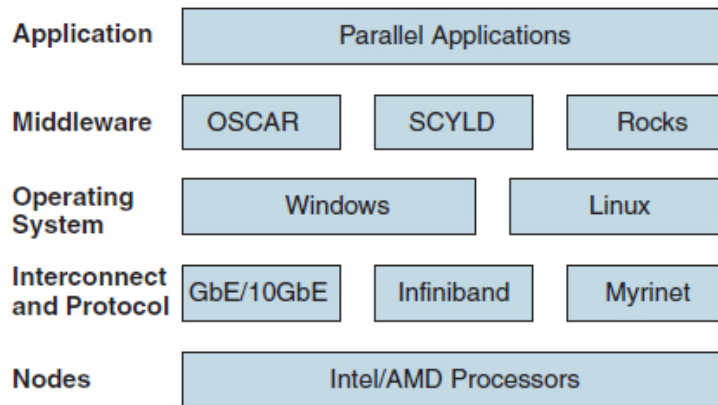 Application
Parallel Applications
Middleware
OSCAR
SCYLD
Rocks
Operating
System
Windows
Linux
Interconnect
and Protocol
GbE/10GbE
Infiniband
Myrinet
Nodes
Intel/AMD Processors